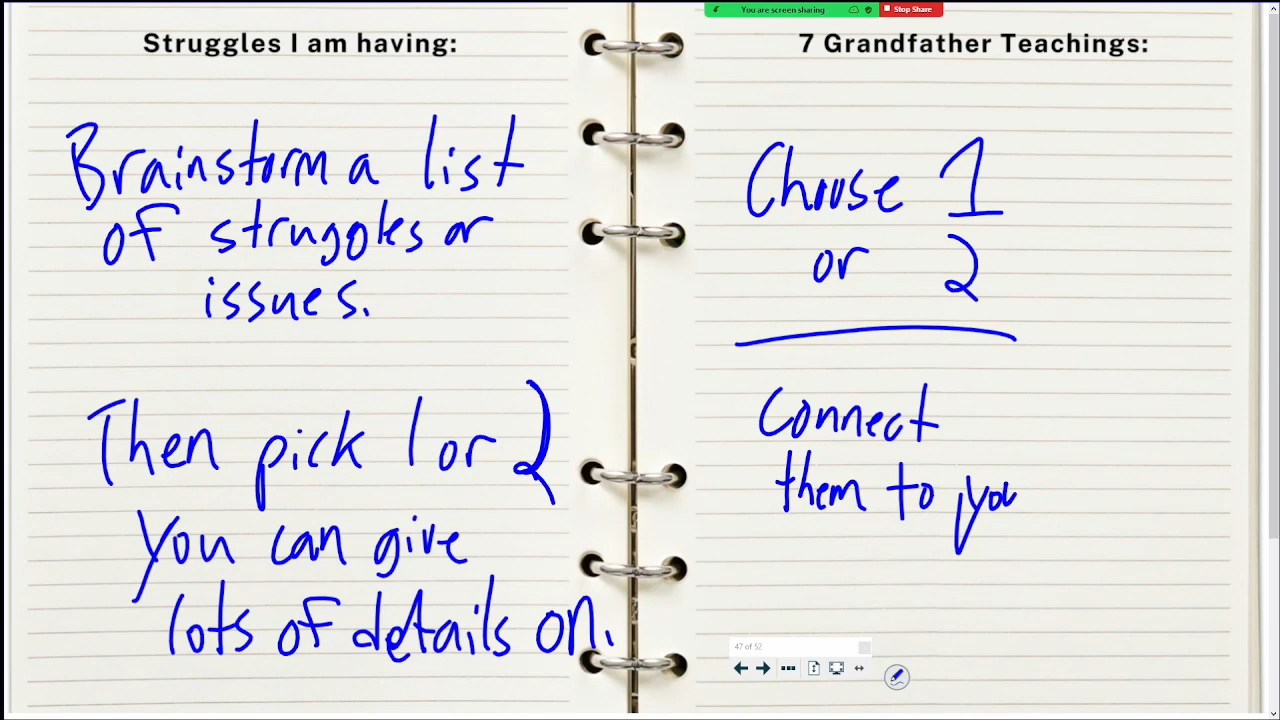 You are screen sharing
Stop Share
Struggles I am having:
Brainstorm a list
of struggles or
issues.
Then pick 1 or 2
you can give
lots of details on.
7 Grandfather Teachings:
Choose 1
or 2
Connect
them to you
47 of 52